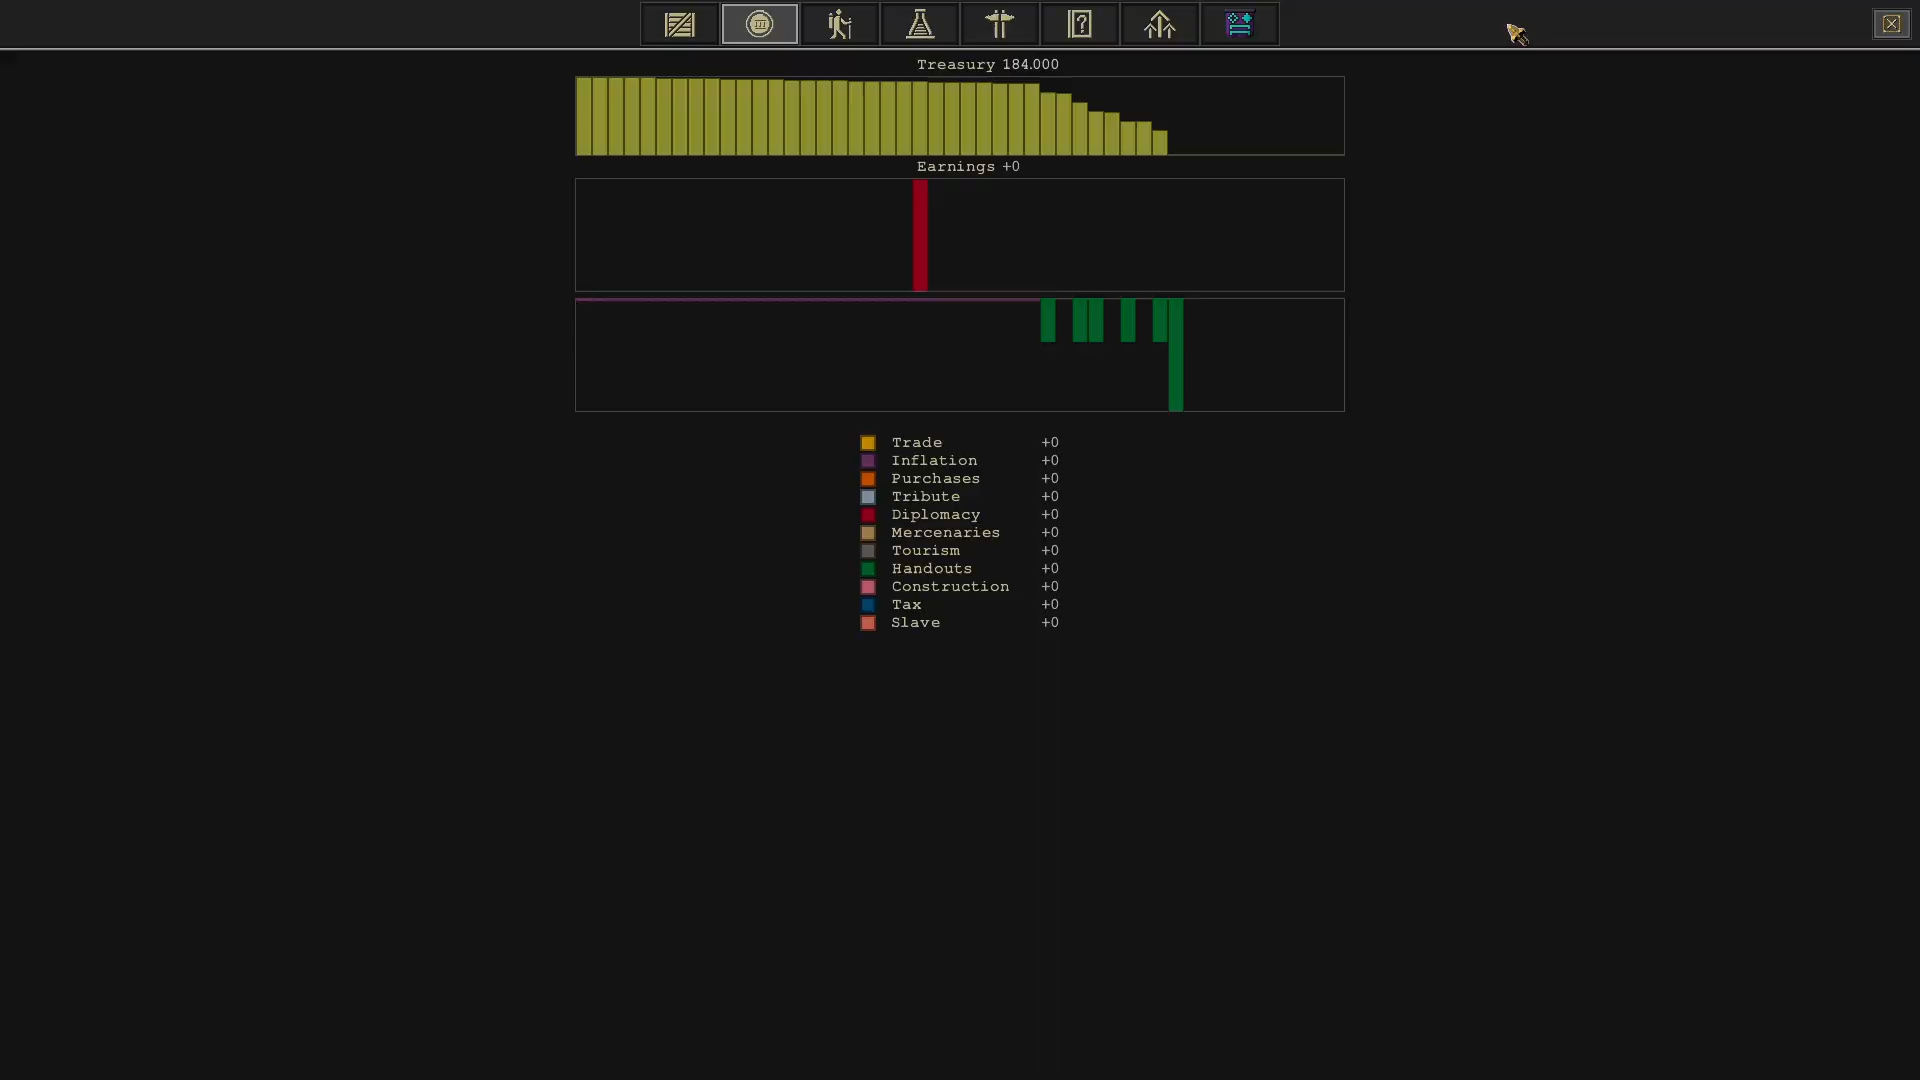 Treasury 184.000
Earnings +0
Trade +0
Inflation +0
Purchases +0
Tribute +0
Diplomacy +0
Mercenaries +0
Tourism +0
Handouts +0
Construction +0
Tax +0
Slave +0